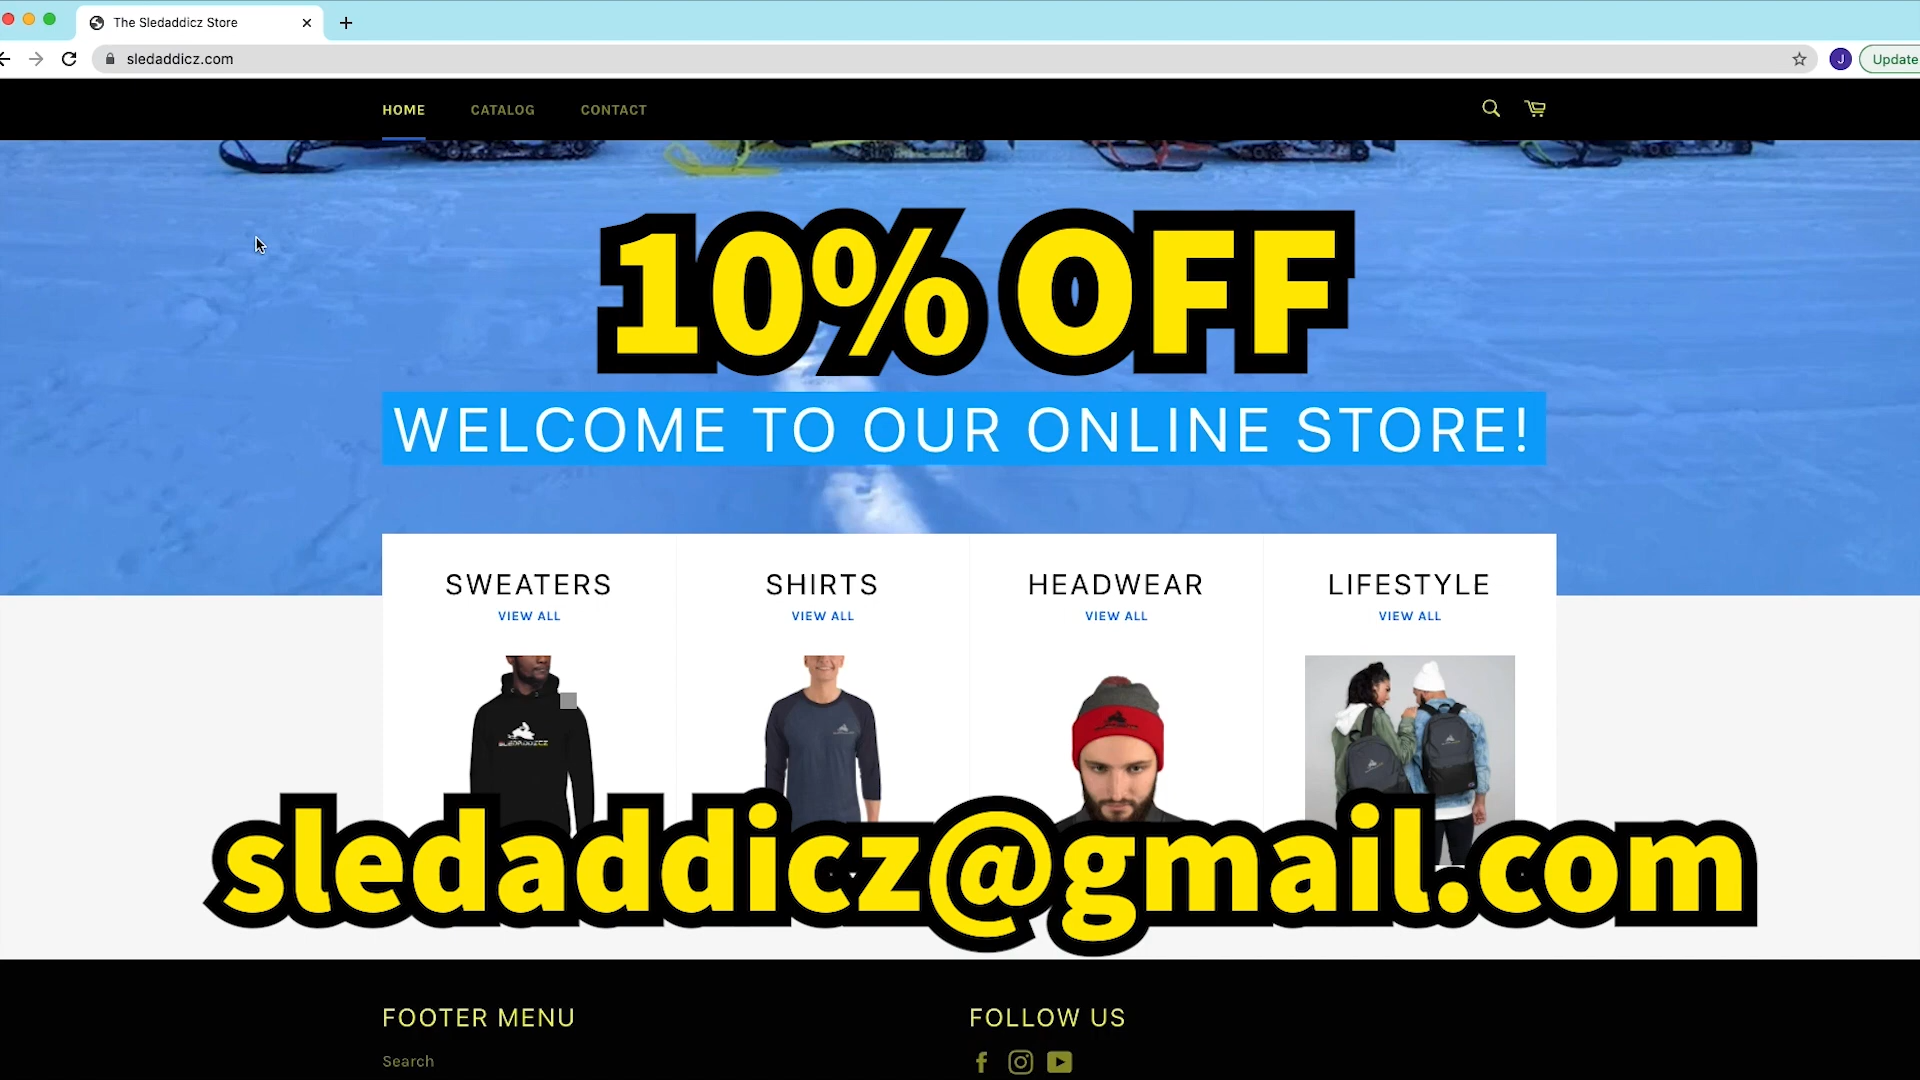 The Sledaddicz Store
sledaddicz.com
J
Update
HOME CATALOG CONTACT
10% OFF
WELCOME TO OUR ONLINE STORE!
SWEATERS SHIRTS HEADWEAR LIFESTYLE
VIEW ALL VIEW ALL VIEW ALL VIEW ALL
SLEDADDICZ
sledaddicz@gmail.com
FOOTER MENU FOLLOW US
Search